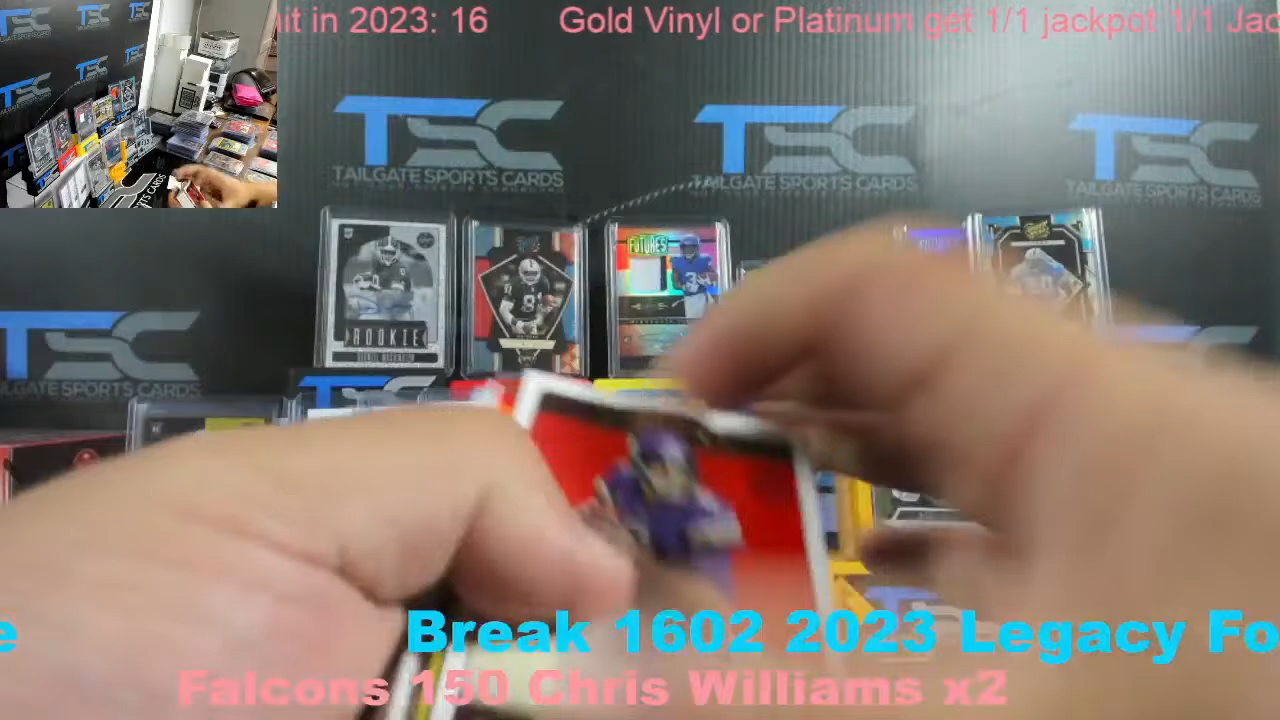 it in 2023: 16 Gold Vinyl or Platinum get 1/1 jackpot 1/1 Jac
TSC TSC TSC
TAILGATE SPORTS CARDS TAILGATE SPORTS CARDS TAILGATE SPORTS CARDS
FUTURES
ROOKIE
TSC
TAILGATE SPORTS CARDS
e Break 1602 2023 Legacy Fo
Falcons 150 Chris Williams x2